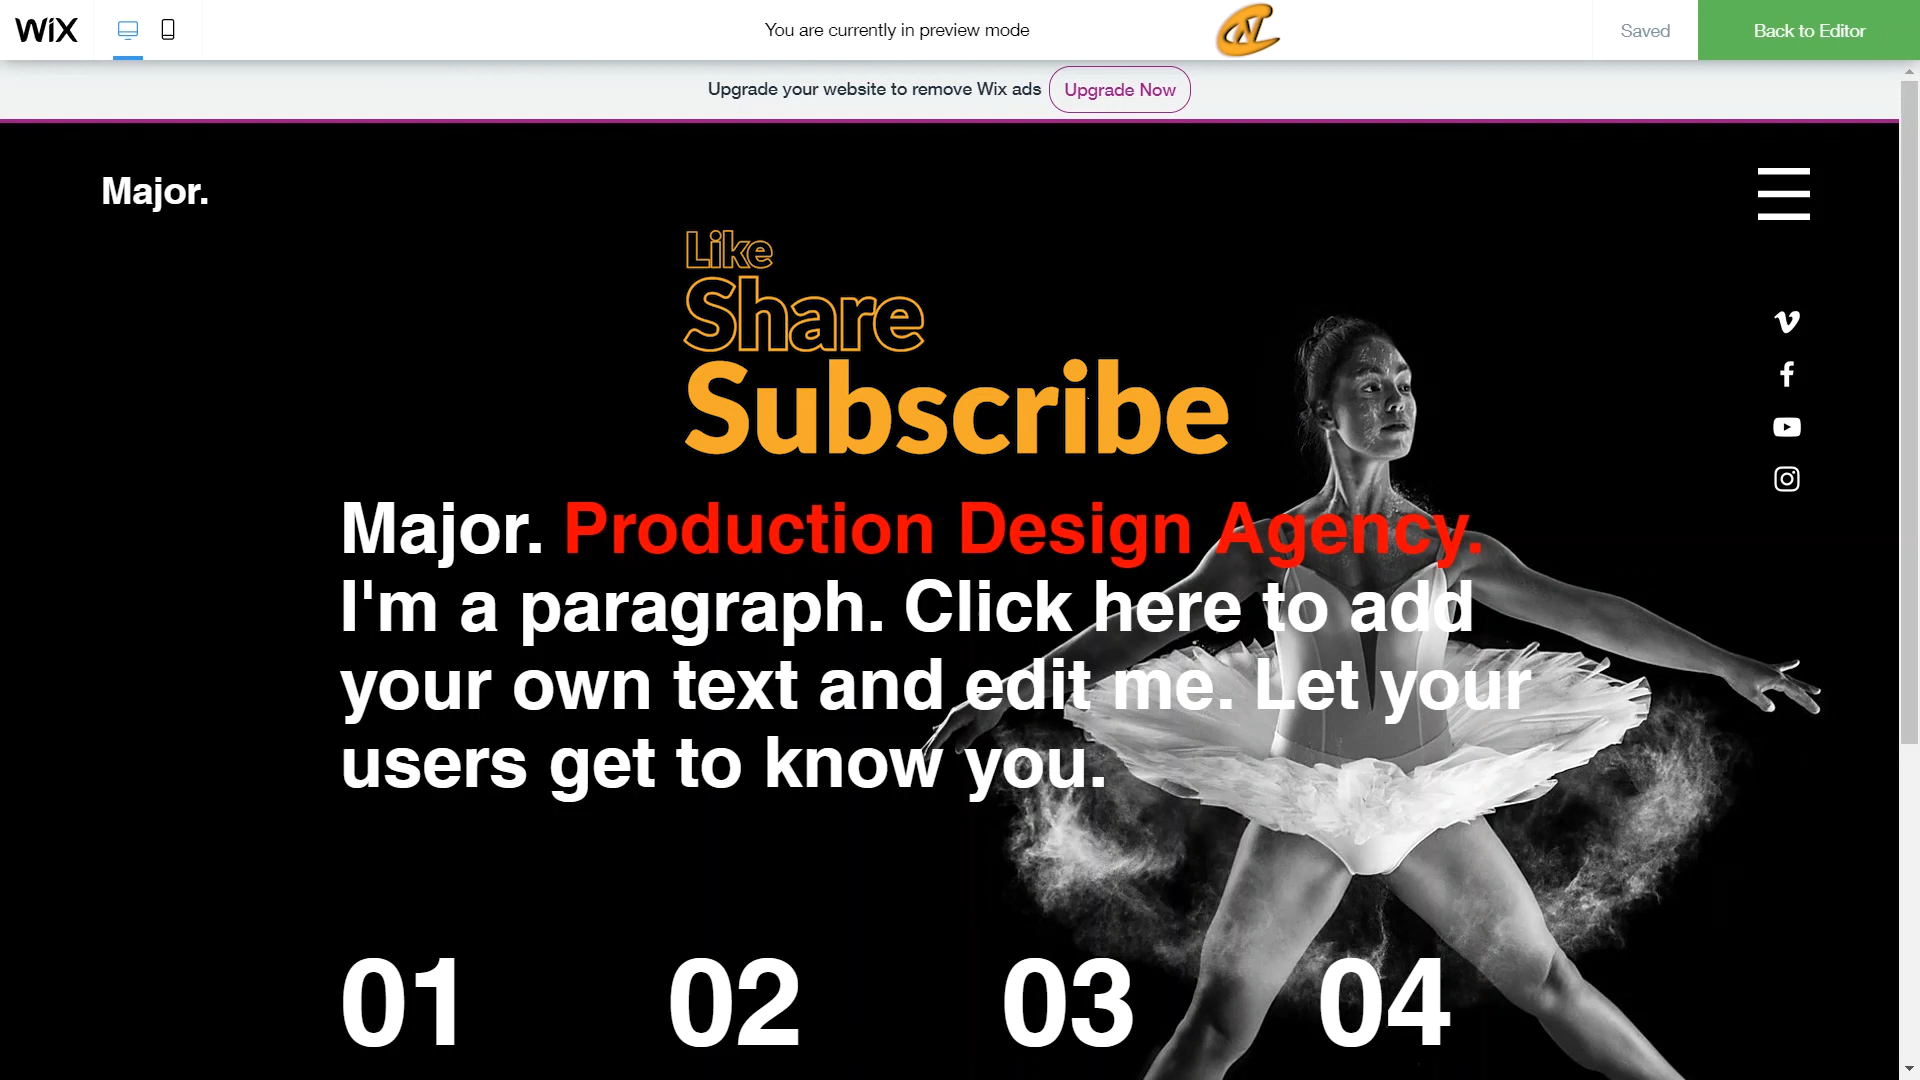 WIX
You are currently in preview mode
Saved
Back to Editor
Upgrade your website to remove Wix ads
Upgrade Now
Major.
Like
Share
Subscribe
Major. Production Design Agency.
I'm a paragraph. Click here to add
your own text and edit me. Let your
users get to know you.
01 02 03 04